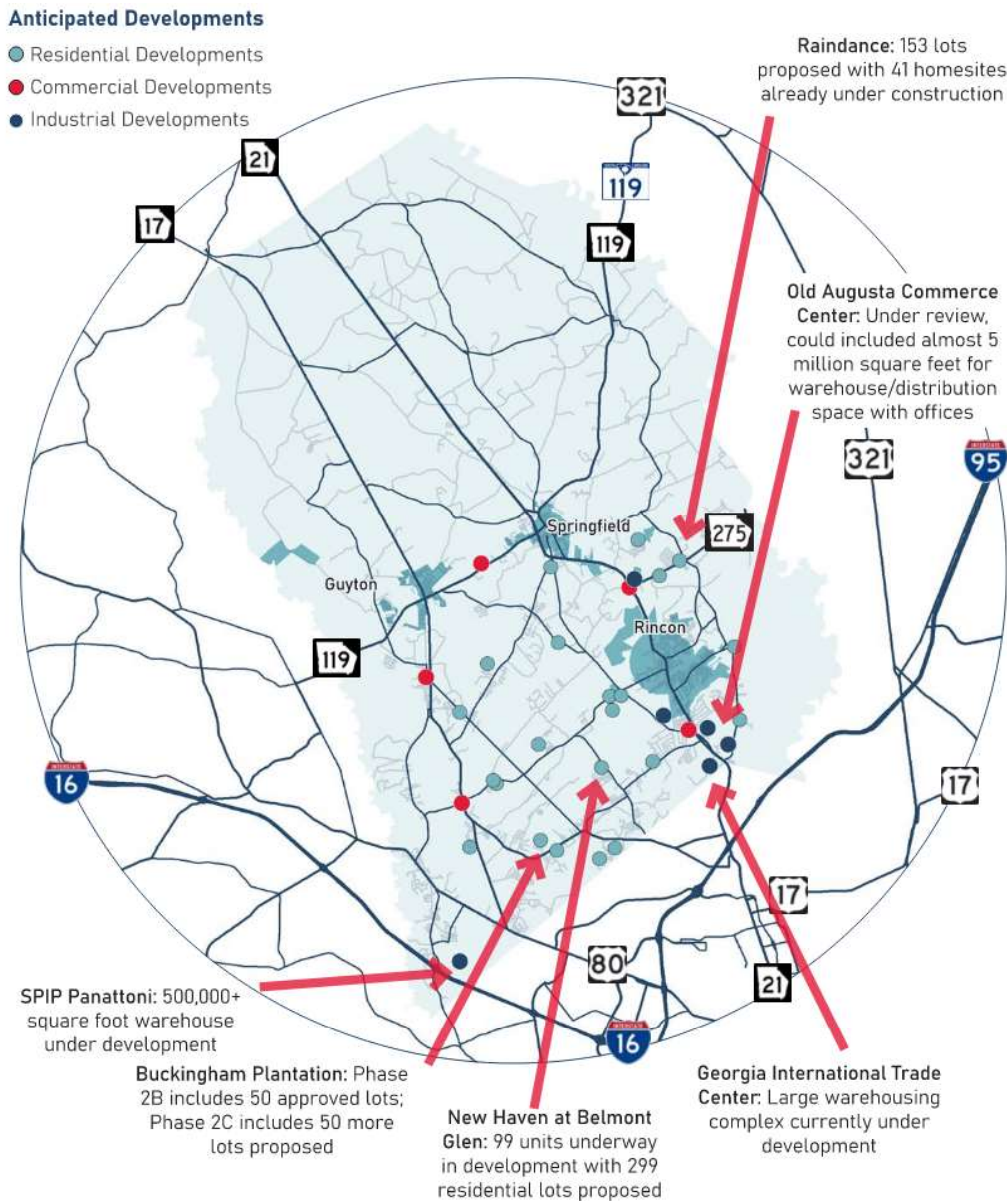 Anticipated Developments
Residential Developments
Commercial Developments
Industrial Developments
Raindance: 153 lots
proposed with 41 homesites
already under construction
321
21
119
17
119
Old Augusta Commerce
Center: Under review,
could included almost 5
million square feet for
warehouse/distribution
space with offices
321
INTERSTATE
95
Springfield
275
Guyton
Rincon
119
INTERSTATE
16
17
17
80
21
INTERSTATE
16
SPIP Panattoni: 500,000+
square foot warehouse
under development
Buckingham Plantation: Phase
2B includes 50 approved lots;
Phase 2C includes 50 more
lots proposed
New Haven at Belmont
Glen: 99 units underway
in development with 299
residential lots proposed
Georgia International Trade
Center: Large warehousing
complex currently under
development